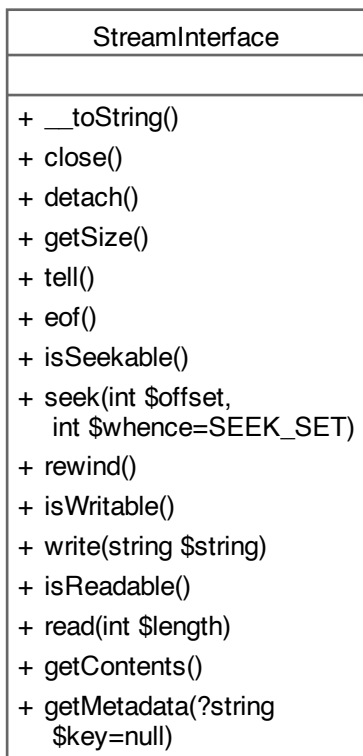 StreamInterface
+ __toString()
+ close()
+ detach()
+ getSize()
+ tell()
+ eof()
+ isSeekable()
+ seek(int $offset,
int $whence=SEEK_SET)
+ rewind()
+ isWritable()
+ write(string $string)
+ isReadable()
+ read(int $length)
+ getContents()
+ getMetadata(?string
$key=null)